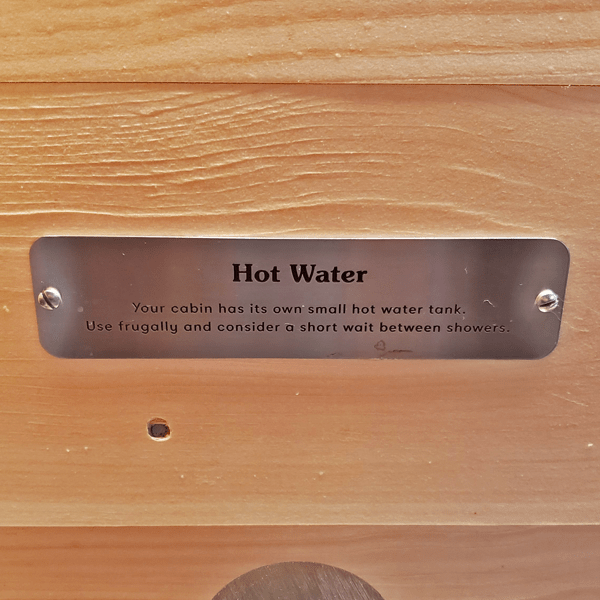 Hot Water
Your cabin has its own small hot water tank.
Use frugally and consider a short wait between showers.